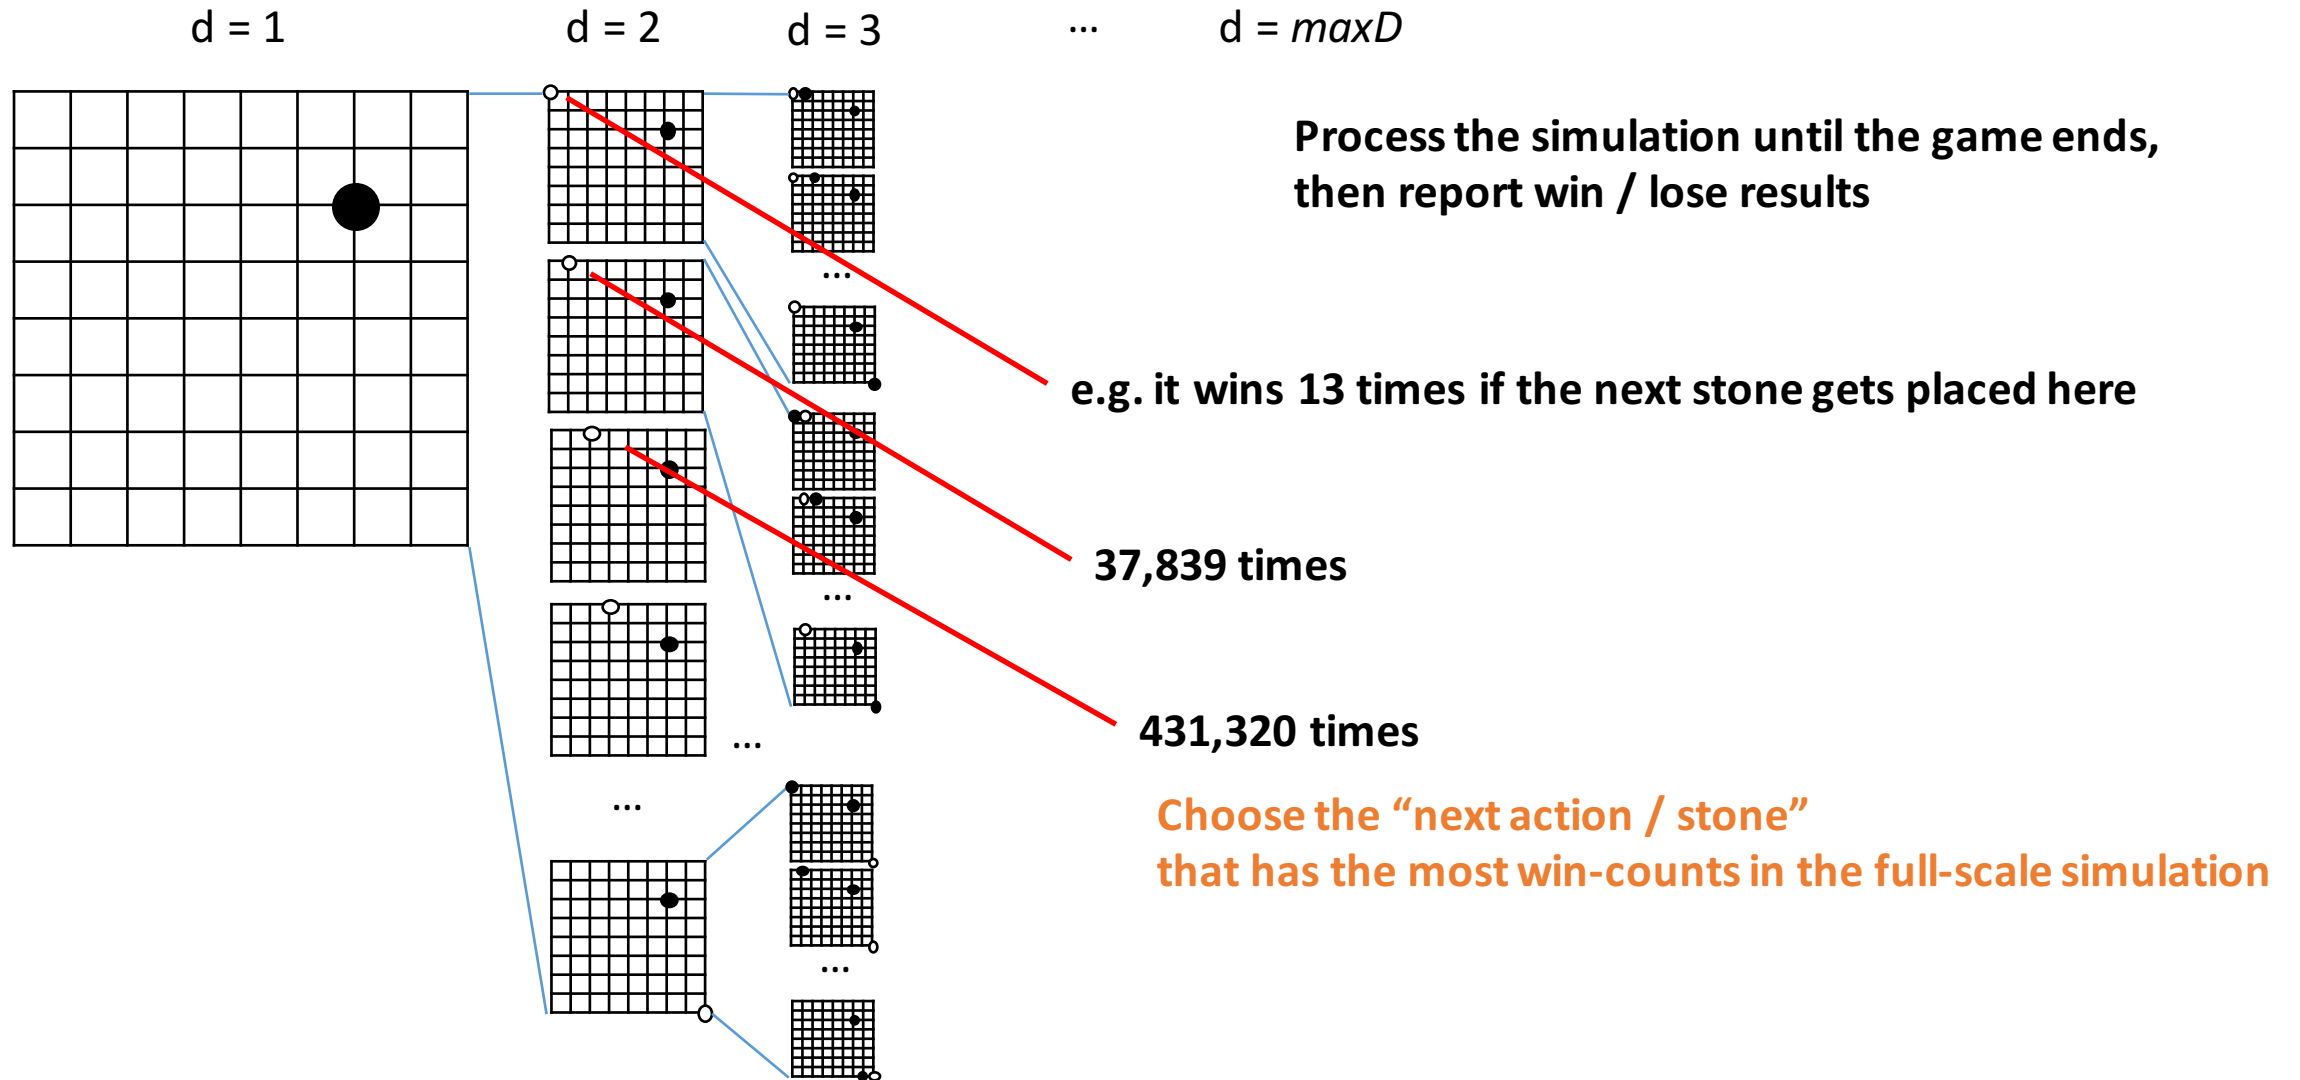 d = 1
d = 2
d = 3
...
d = maxD
Process the simulation until the game ends,
then report win / lose results
...
e.g. it wins 13 times if the next stone gets placed here
37,839 times
...
431,320 times
...
...
Choose the “next action / stone”
that has the most win-counts in the full-scale simulation
...